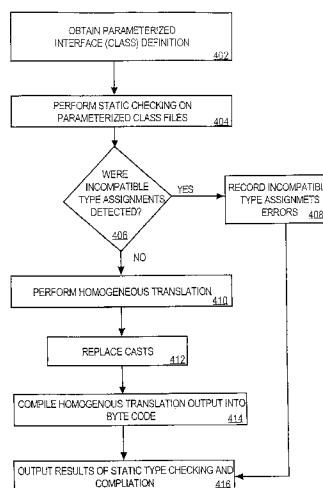 OBTAIN PARAMETERIZED
INTERFACE (CLASS) DEFINITION
402
PERFORM STATIC CHECKING ON
PARAMETERIZED CLASS FILES
404
WERE
INCOMPATIBLE
TYPE ASSIGNMENTS
DETECTED?
406
YES
RECORD INCOMPATIBL
TYPE ASSIGNMETS
ERRORS
408
NO
PERFORM HOMOGENEOUS TRANSLATION
410
REPLACE CASTS
412
COMPILE HOMOGENOUS TRANSLATION OUTPUT INTO
BYTE CODE
414
OUTPUT RESULTS OF STATIC TYPE CHECKING AND
COMPLIATION
416